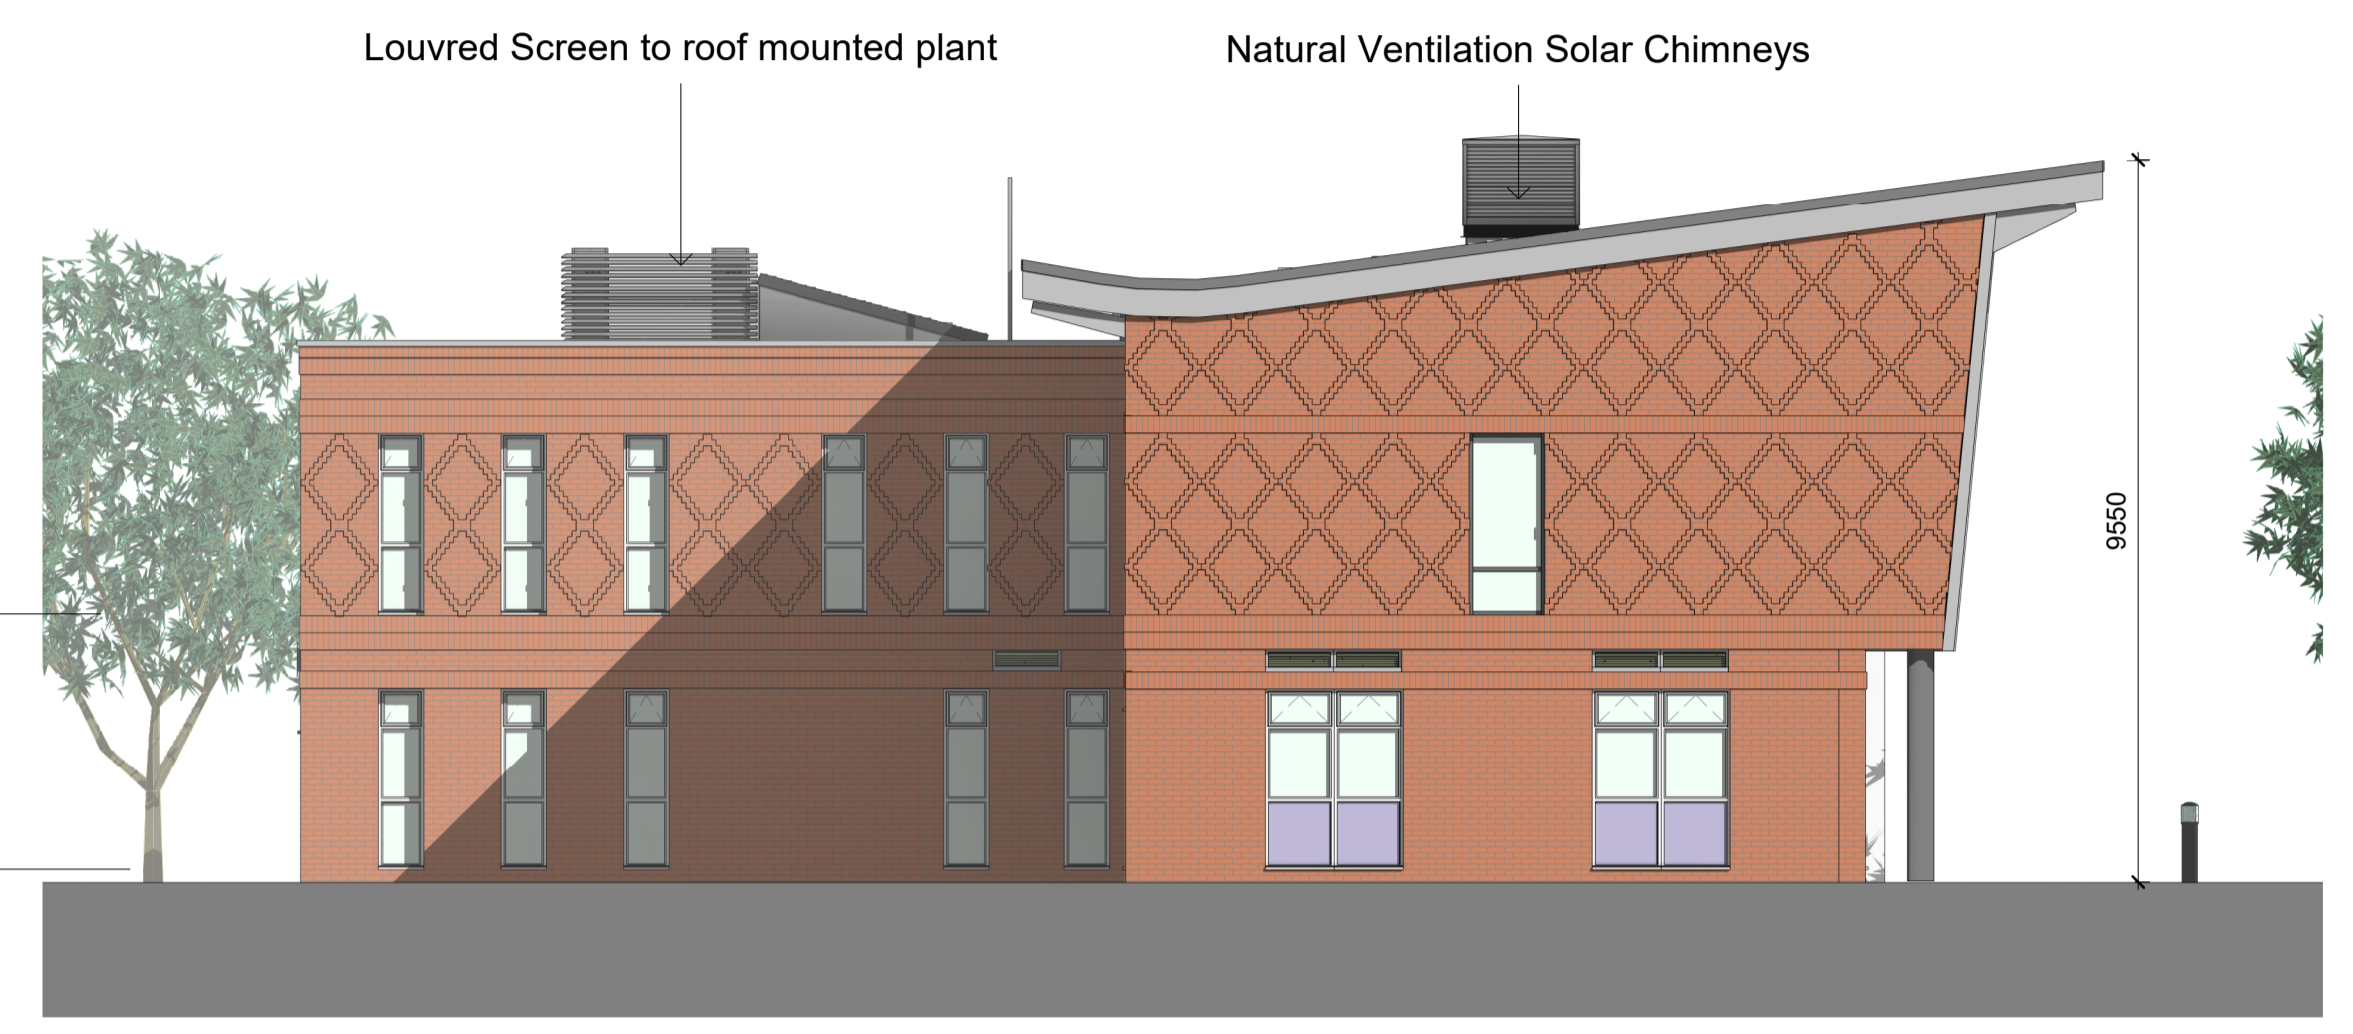 Louvred Screen to roof mounted plant
Natural Ventilation Solar Chimneys
9550